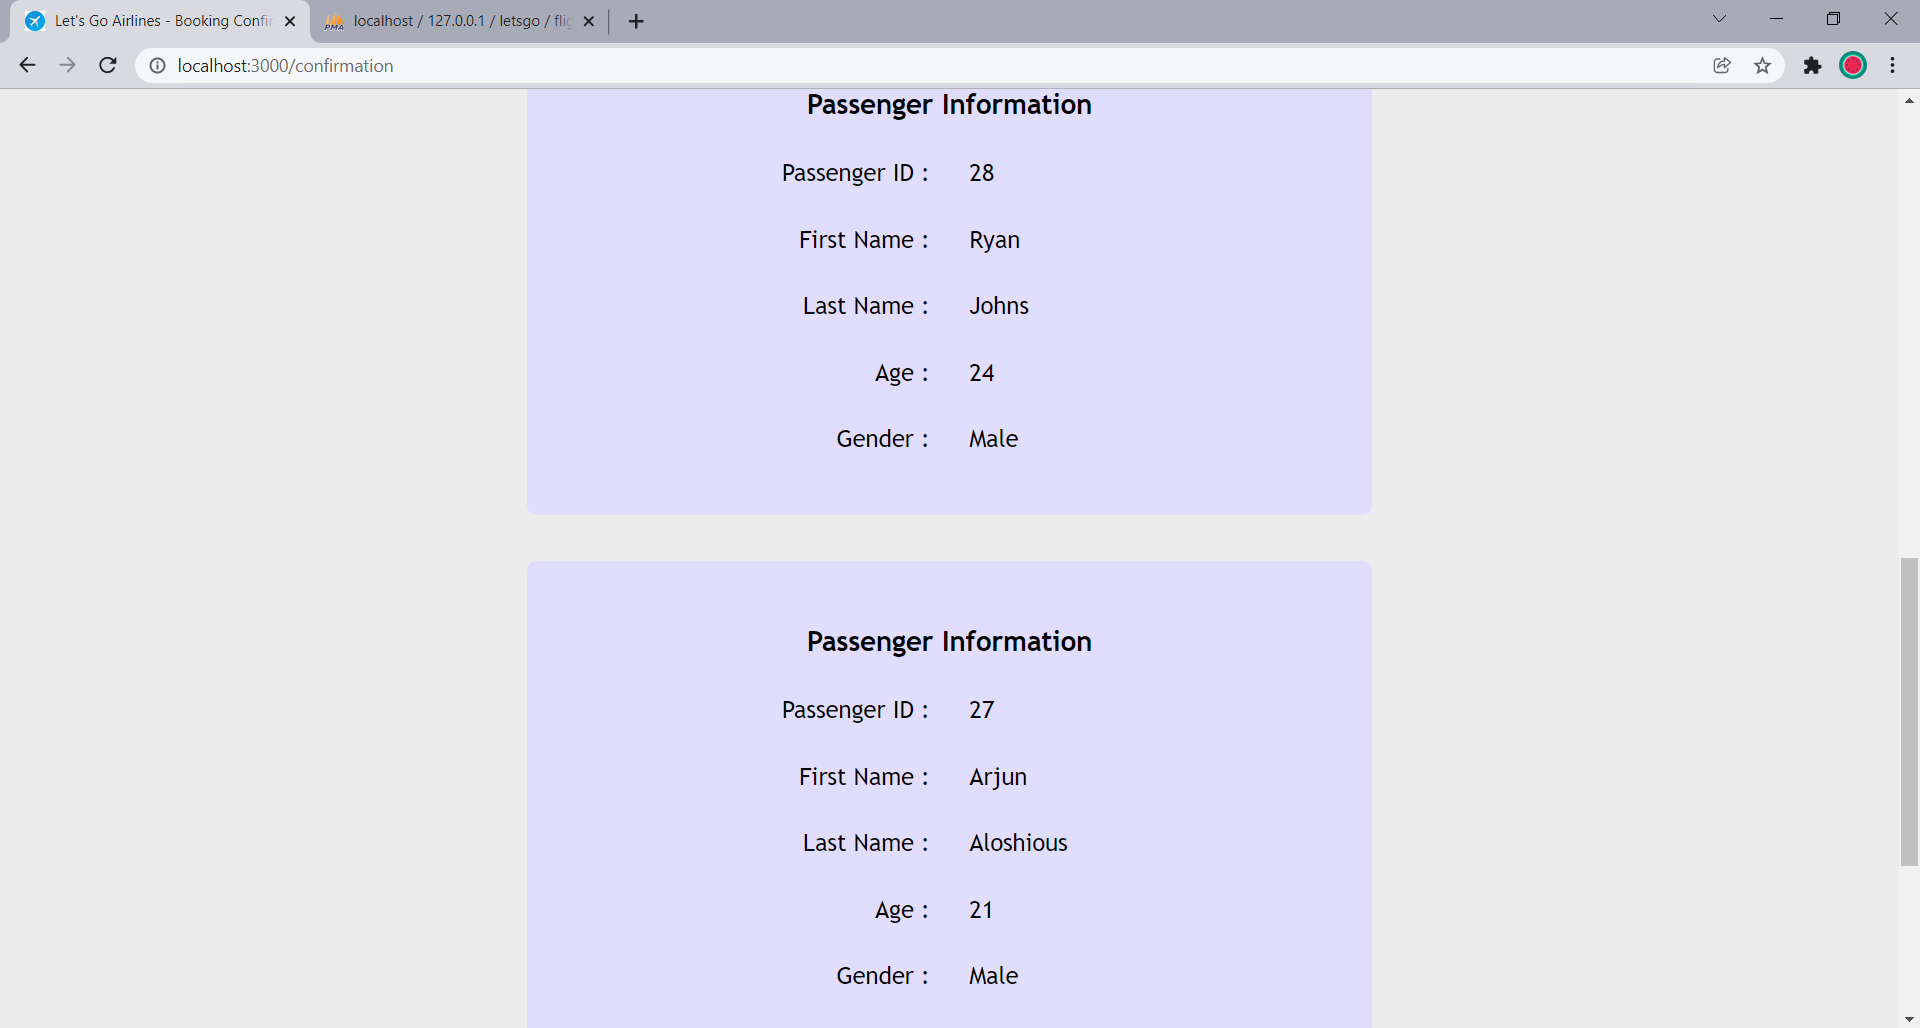 Let's Go Airlines - Booking Confir
localhost / 127.0.0.1 / letsgo / flig
localhost:3000/confirmation
Passenger Information
Passenger ID : 28
First Name : Ryan
Last Name : Johns
Age : 24
Gender : Male
Passenger Information
Passenger ID : 27
First Name : Arjun
Last Name : Aloshious
Age : 21
Gender : Male